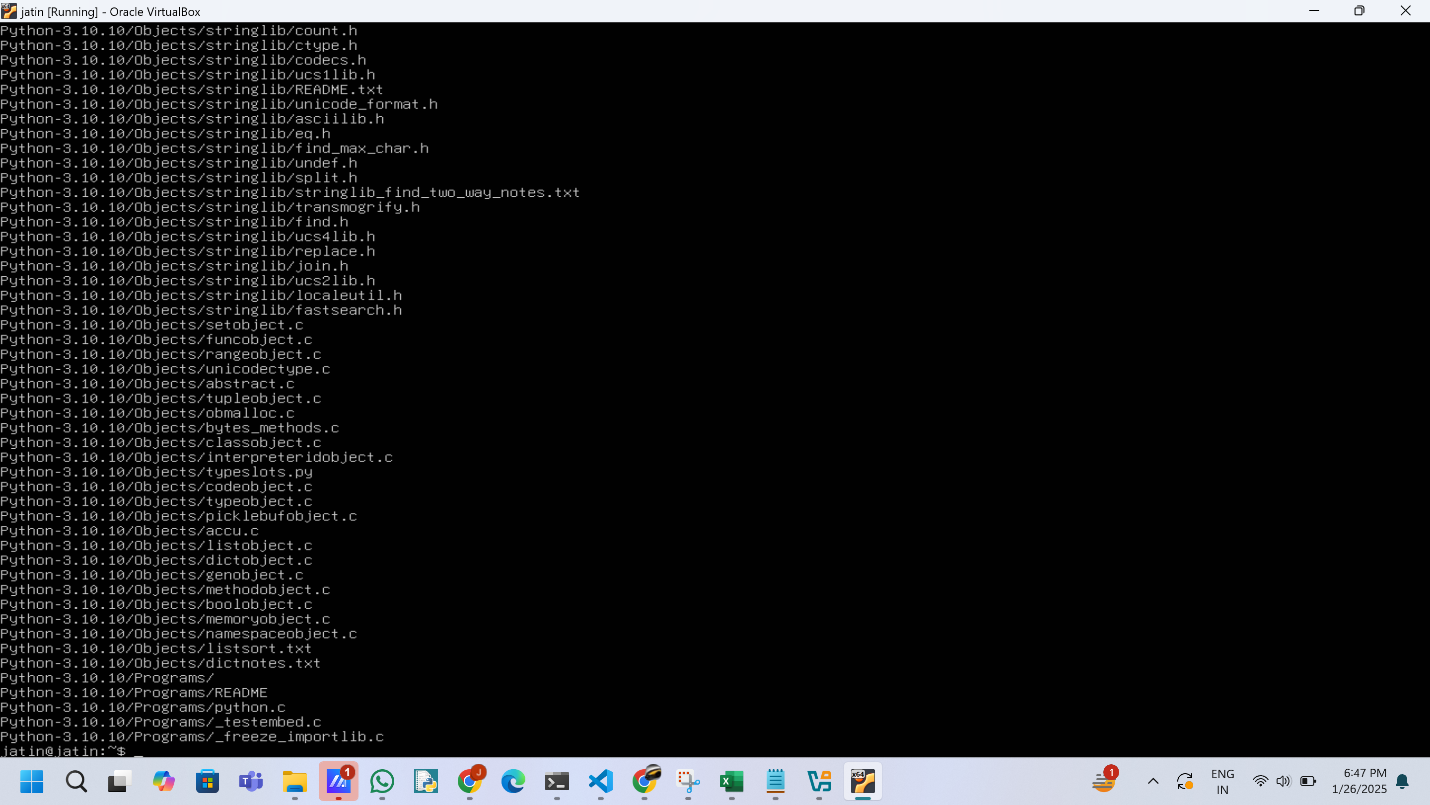 jatin [Running] - Oracle VirtualBox
Python-3.10.10/Objects/stringlib/count.h
Python-3.10.10/Objects/stringlib/ctype.h
Python-3.10.10/Objects/stringlib/codecs.h
Python-3.10.10/Objects/stringlib/ucs1lib.h
Python-3.10.10/Objects/stringlib/README.txt
Python-3.10.10/Objects/stringlib/unicode_format.h
Python-3.10.10/Objects/stringlib/asciilib.h
Python-3.10.10/Objects/stringlib/eq.h
Python-3.10.10/Objects/stringlib/find_max_char.h
Python-3.10.10/Objects/stringlib/undef.h
Python-3.10.10/Objects/stringlib/split.h
Python-3.10.10/Objects/stringlib/stringlib_find_two_way_notes.txt
Python-3.10.10/Objects/stringlib/transmogrify.h
Python-3.10.10/Objects/stringlib/find.h
Python-3.10.10/Objects/stringlib/ucs4lib.h
Python-3.10.10/Objects/stringlib/replace.h
Python-3.10.10/Objects/stringlib/join.h
Python-3.10.10/Objects/stringlib/ucs2lib.h
Python-3.10.10/Objects/stringlib/localeutil.h
Python-3.10.10/Objects/stringlib/fastsearch.h
Python-3.10.10/Objects/setobject.c
Python-3.10.10/Objects/funcobject.c
Python-3.10.10/Objects/rangeobject.c
Python-3.10.10/Objects/unicodectype.c
Python-3.10.10/Objects/abstract.c
Python-3.10.10/Objects/tupleobject.c
Python-3.10.10/Objects/obmalloc.c
Python-3.10.10/Objects/bytes_methods.c
Python-3.10.10/Objects/classobject.c
Python-3.10.10/Objects/interpreteridobject.c
Python-3.10.10/Objects/typeslots.py
Python-3.10.10/Objects/codeobject.c
Python-3.10.10/Objects/typeobject.c
Python-3.10.10/Objects/picklebufobject.c
Python-3.10.10/Objects/accu.c
Python-3.10.10/Objects/listobject.c
Python-3.10.10/Objects/dictobject.c
Python-3.10.10/Objects/genobject.c
Python-3.10.10/Objects/methodobject.c
Python-3.10.10/Objects/boolobject.c
Python-3.10.10/Objects/memoryobject.c
Python-3.10.10/Objects/namespaceobject.c
Python-3.10.10/Objects/listsort.txt
Python-3.10.10/Objects/dictnotes.txt
Python-3.10.10/Programs/
Python-3.10.10/Programs/README
Python-3.10.10/Programs/python.c
Python-3.10.10/Programs/_testembed.c
Python-3.10.10/Programs/_freeze_importlib.c
jatin@jatin:~$ _
1
J
X64
1
ENG
IN
6:47 PM
1/26/2025